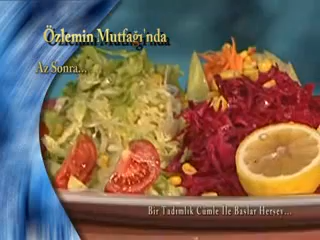 Özlemin Mutfağı'nda
Az Sonra...
Bir Tadımlık Cümle İle Başlar Herşey...